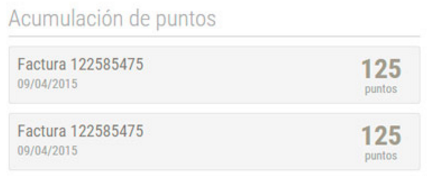 Acumulación de puntos
Factura 122585475
125
09/04/2015
puntos
Factura 122585475
125
09/04/2015
puntos